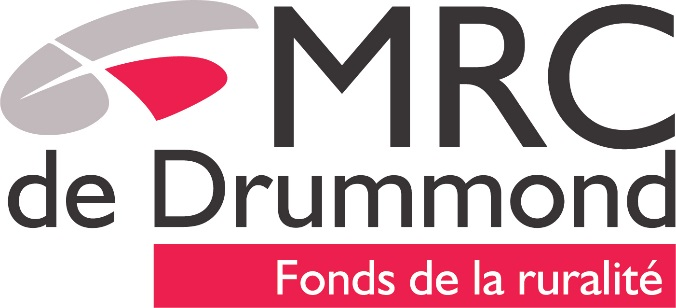 MRC
de Drummond
Fonds de la ruralité